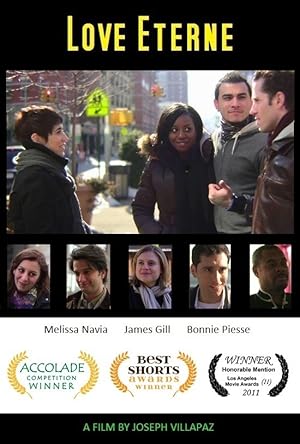 LOVE ETERNE
Melissa Navia James Gill Bonnie Piesse
ACCOLADE
COMPETITION
WINNER
BEST
SHORTS
awards
WINNER
WINNER
Honorable Mention
Los Angeles
Movie Awards (11)
2011
A FILM BY JOSEPH VILLAPAZ